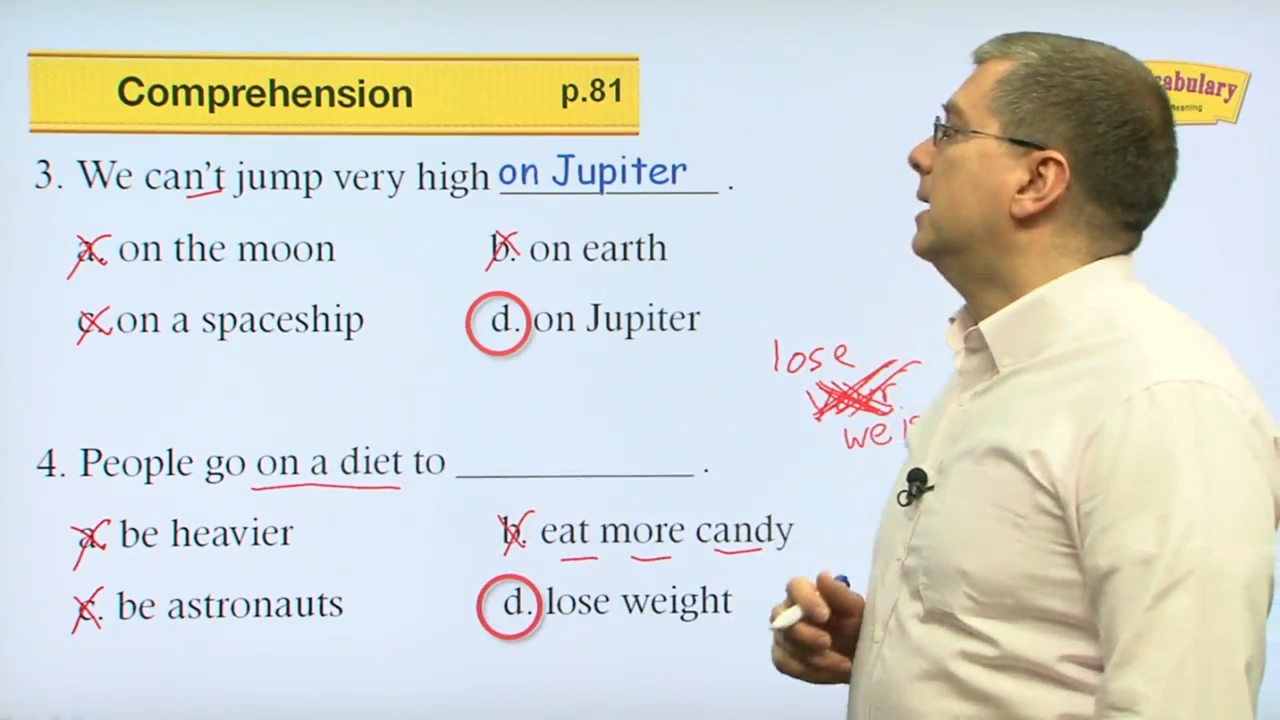 Comprehension p.81
3. We can't jump very high on Jupiter .
a. on the moon b. on earth
c. on a spaceship d. on Jupiter
lose
4. People go on a diet to ____________ .
a. be heavier b. eat more candy
c. be astronauts d. lose weight